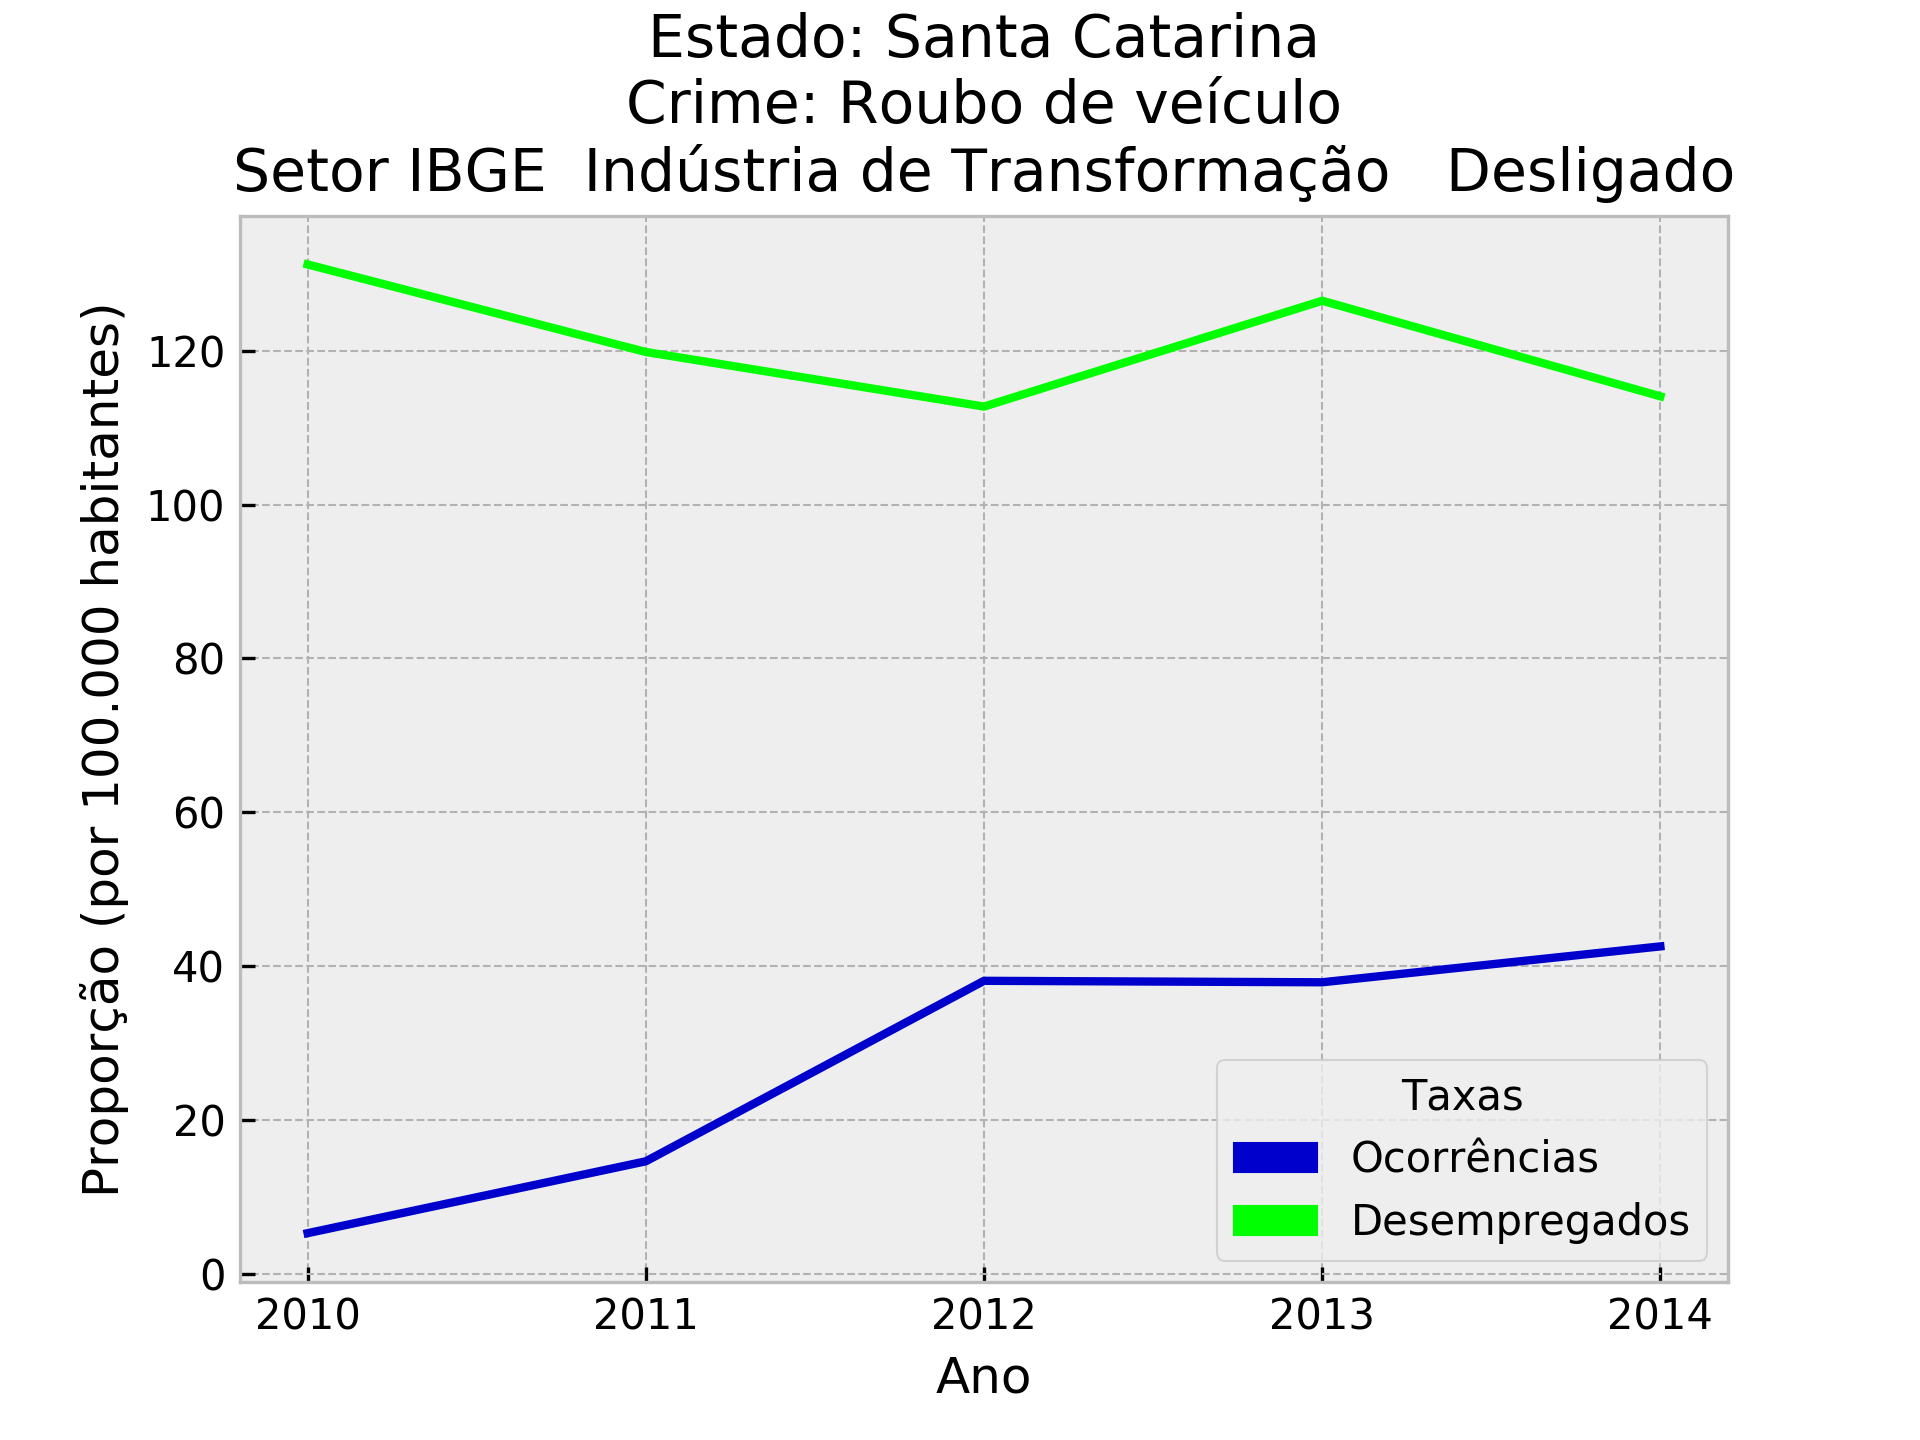 Estado: Santa Catarina
Crime: Roubo de veículo
Setor IBGE  Indústria de Transformação   Desligado
Proporção (por 100.000 habitantes)
120
100
80
60
40
20
0
Taxas
Ocorrências
Desempregados
2010 2011 2012 2013 2014
Ano